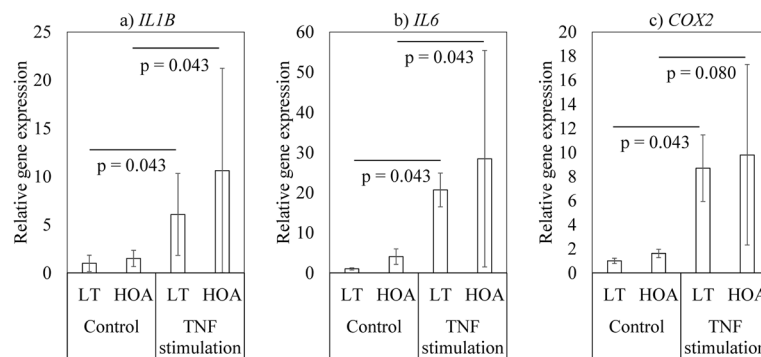 a) IL1B
Relative gene expression
25
20
15
10
5
0
p = 0.043
p = 0.043
LT HOA LT HOA
Control TNF
stimulation
b) IL6
Relative gene expression
60
50
40
30
20
10
0
p = 0.043
p = 0.043
LT HOA LT HOA
Control TNF
stimulation
c) COX2
Relative gene expression
20
18
16
14
12
10
8
6
4
2
0
p = 0.080
p = 0.043
LT HOA LT HOA
Control TNF
stimulation